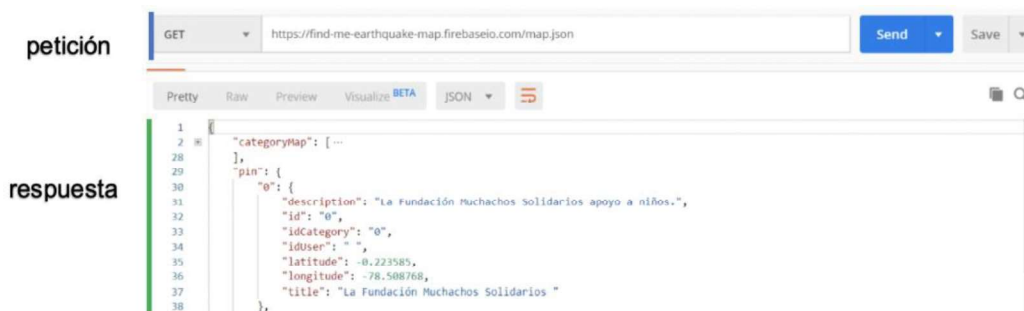 petición
GET https://find-me-earthquake-map.firebaseio.com/map.json Send Save
Pretty Raw Preview Visualize BETA JSON
respuesta
1 {
2 "categoryMap": [ ...
28 ],
29 "pin": {
30 "0": {
31 "description": "La Fundación Muchachos Solidarios apoyo a niños.",
32 "id": "0",
33 "idCategory": "0",
34 "idUser": " ",
35 "latitude": -0.223585,
36 "longitude": -78.508768,
37 "title": "La Fundación Muchachos Solidarios "
38 },